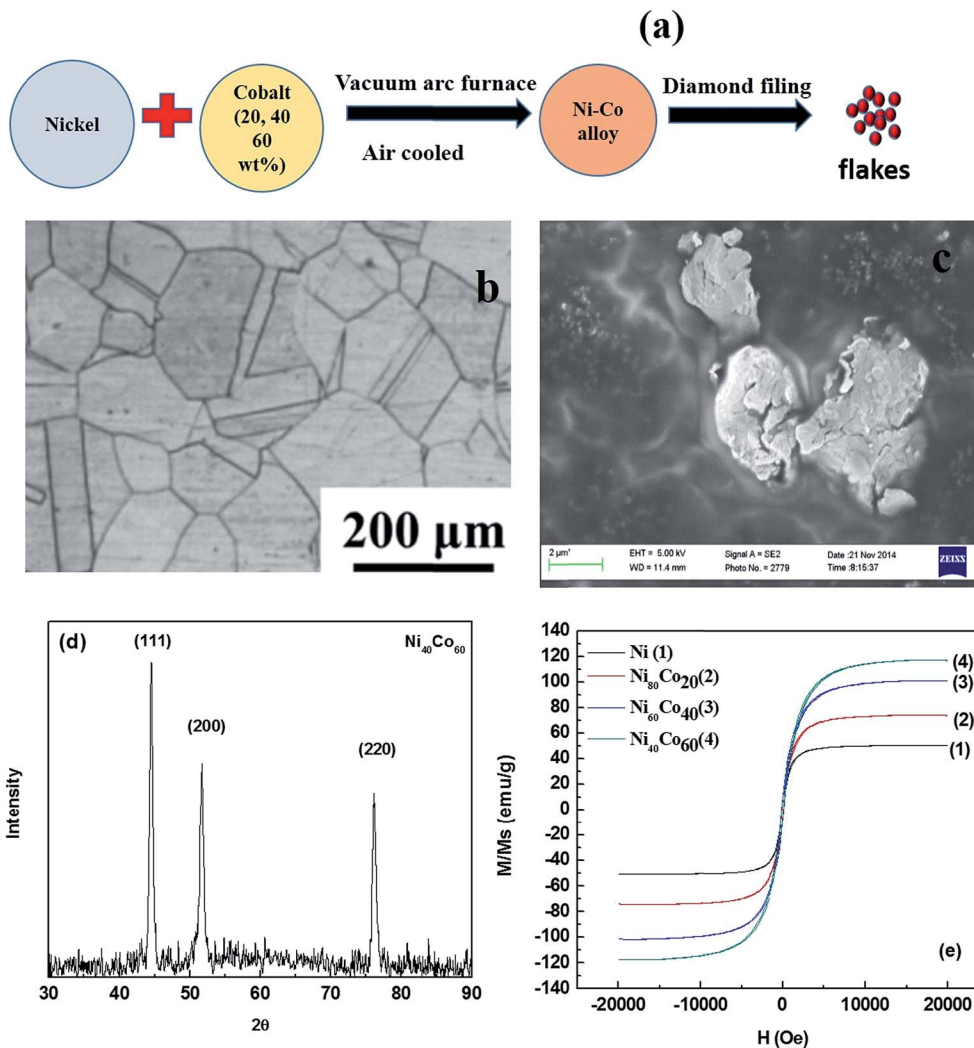 (a)
Nickel
Cobalt
(20, 40
60
wt%)
Vacuum arc furnace
Air cooled
Ni-Co
alloy
Diamond filing
flakes
b
200 µm
c
2 µm*
EHT = 5.00 kV
WD = 11.4 mm
Signal A = SE2
Photo No. = 2779
Date :21 Nov 2014
Time :8:15:37
ZEISS
(d)
Ni40Co60
(111)
(200)
(220)
Intensity
30 40 50 60 70 80 90
2θ
140
120
100
80
60
40
20
0
-20
-40
-60
-80
-100
-120
-140
M/Ms (emu/g)
Ni (1)
Ni80Co20(2)
Ni60Co40(3)
Ni40Co60(4)
(4)
(3)
(2)
(1)
(e)
-20000 -10000 0 10000 20000
H (Oe)